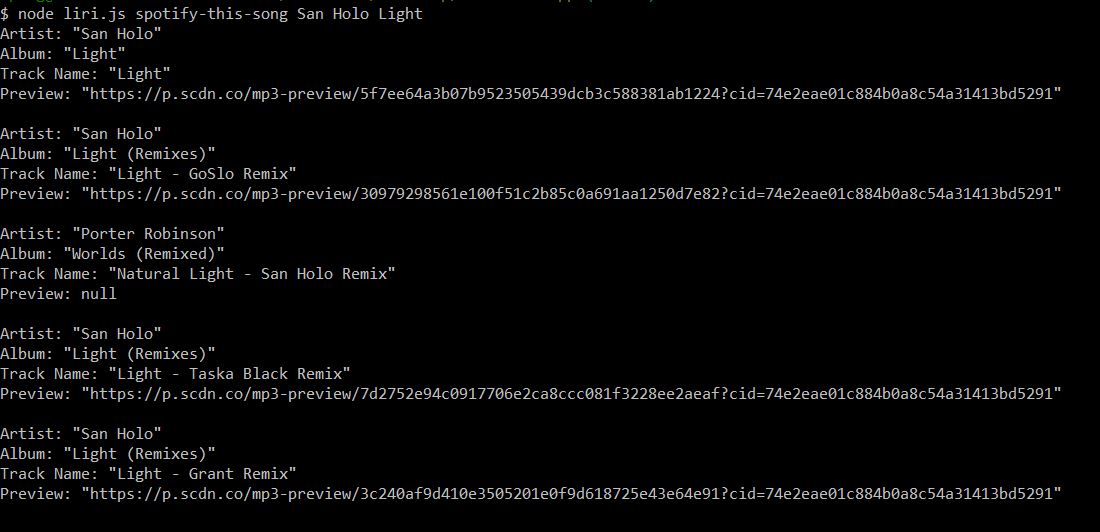 $ node liri.js spotify-this-song San Holo Light
Artist: "San Holo"
Album: "Light"
Track Name: "Light"
Preview: "https://p.scdn.co/mp3-preview/5f7ee64a3b07b9523505439dcb3c588381ab1224?cid=74e2eae01c884b0a8c54a31413bd5291"
Artist: "San Holo"
Album: "Light (Remixes)"
Track Name: "Light - GoSlo Remix"
Preview: "https://p.scdn.co/mp3-preview/30979298561e100f51c2b85c0a691aa1250d7e82?cid=74e2eae01c884b0a8c54a31413bd5291"
Artist: "Porter Robinson"
Album: "Worlds (Remixed)"
Track Name: "Natural Light - San Holo Remix"
Preview: null
Artist: "San Holo"
Album: "Light (Remixes)"
Track Name: "Light - Taska Black Remix"
Preview: "https://p.scdn.co/mp3-preview/7d2752e94c0917706e2ca8ccc081f3228ee2aeaf?cid=74e2eae01c884b0a8c54a31413bd5291"
Artist: "San Holo"
Album: "Light (Remixes)"
Track Name: "Light - Grant Remix"
Preview: "https://p.scdn.co/mp3-preview/3c240af9d410e3505201e0f9d618725e43e64e91?cid=74e2eae01c884b0a8c54a31413bd5291"